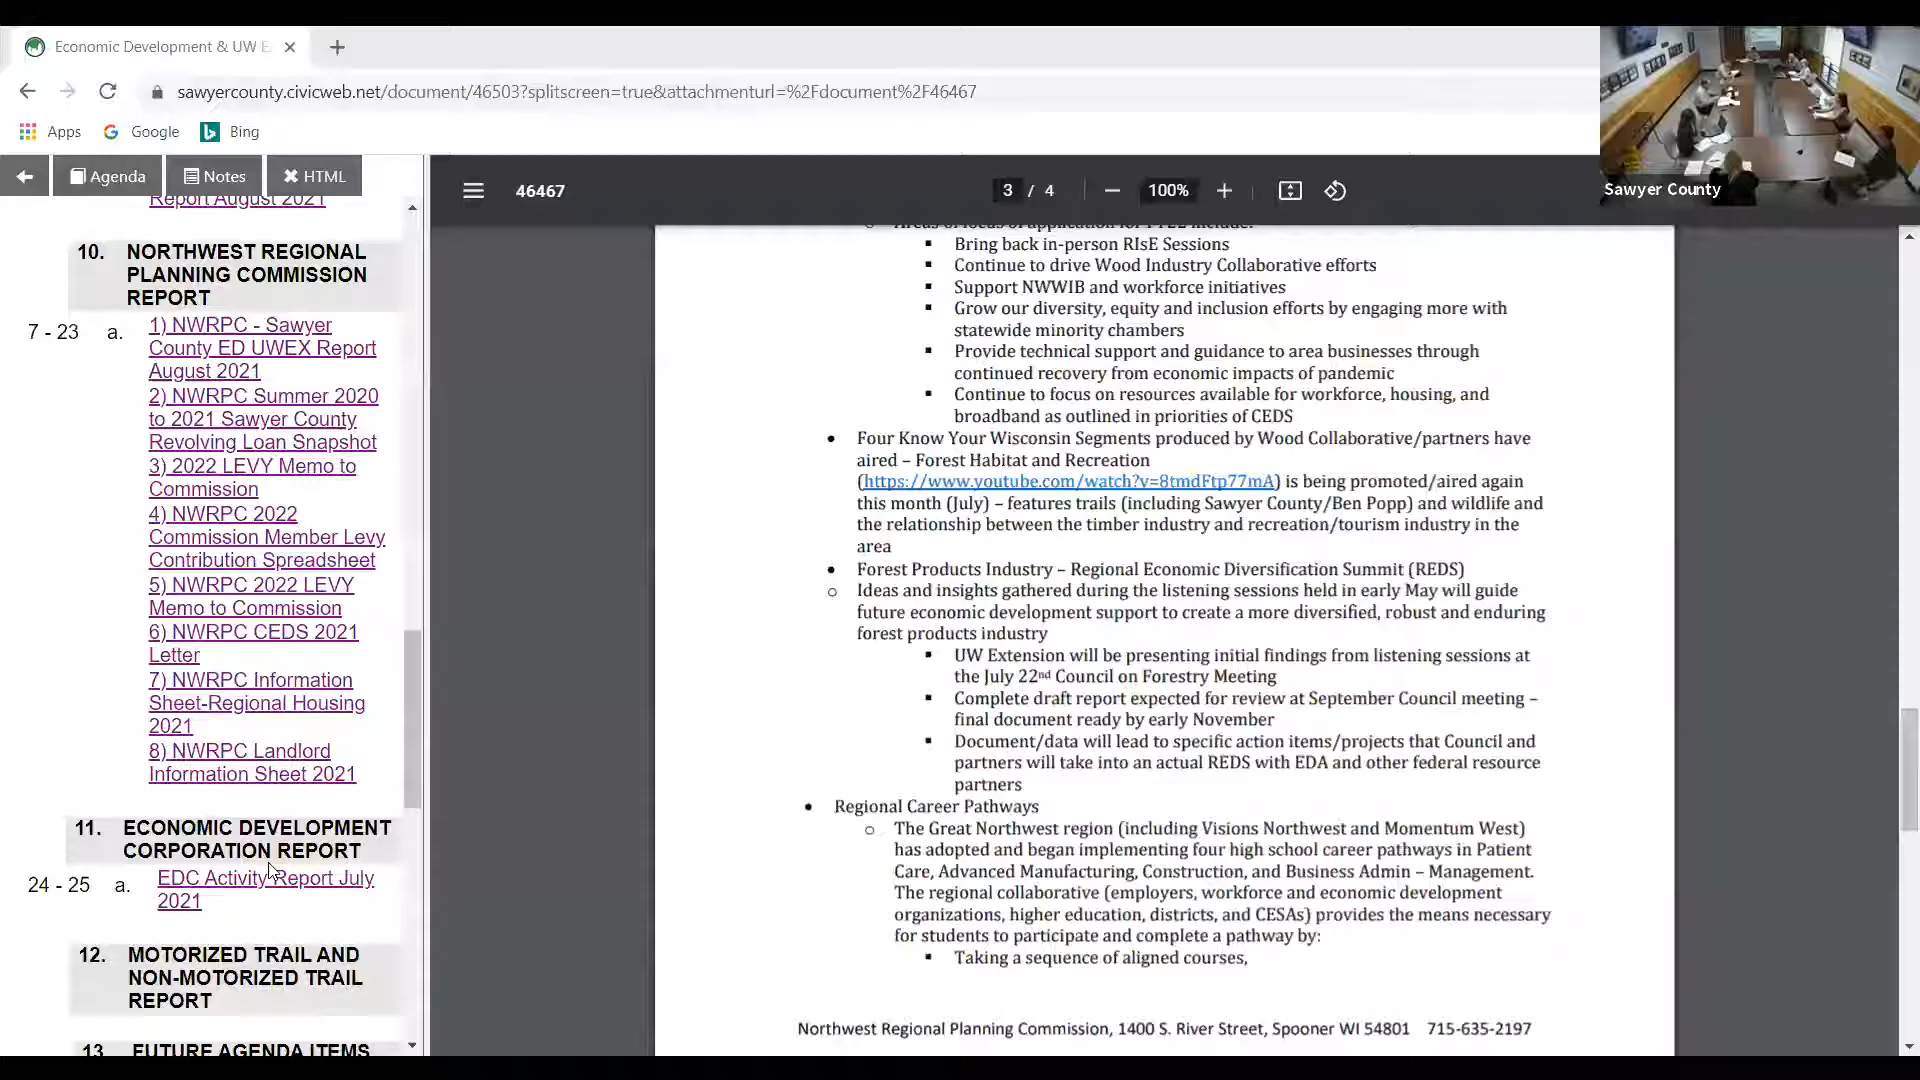 Economic Development & UW E
sawyercounty.civicweb.net/document/46503?splitscreen=true&attachmenturl=%2Fdocument%2F46467
Apps Google Bing
Agenda Notes HTML
46467 3 / 4 100%
Sawyer County
Report August 2021
10. NORTHWEST REGIONAL
PLANNING COMMISSION
REPORT
7 - 23 a. 1) NWRPC - Sawyer
County ED UWEX Report
August 2021
2) NWRPC Summer 2020
to 2021 Sawyer County
Revolving Loan Snapshot
3) 2022 LEVY Memo to
Commission
4) NWRPC 2022
Commission Member Levy
Contribution Spreadsheet
5) NWRPC 2022 LEVY
Memo to Commission
6) NWRPC CEDS 2021
Letter
7) NWRPC Information
Sheet-Regional Housing
2021
8) NWRPC Landlord
Information Sheet 2021
11. ECONOMIC DEVELOPMENT
CORPORATION REPORT
24 - 25 a. EDC Activity Report July
2021
12. MOTORIZED TRAIL AND
NON-MOTORIZED TRAIL
REPORT
13. FUTURE AGENDA ITEMS
Areas of focus of application for FY22 include:
Bring back in-person RIsE Sessions
Continue to drive Wood Industry Collaborative efforts
Support NWWIB and workforce initiatives
Grow our diversity, equity and inclusion efforts by engaging more with
statewide minority chambers
Provide technical support and guidance to area businesses through
continued recovery from economic impacts of pandemic
Continue to focus on resources available for workforce, housing, and
broadband as outlined in priorities of CEDS
Four Know Your Wisconsin Segments produced by Wood Collaborative/partners have
aired – Forest Habitat and Recreation
(https://www.youtube.com/watch?v=8tmdFtp77mA) is being promoted/aired again
this month (July) – features trails (including Sawyer County/Ben Popp) and wildlife and
the relationship between the timber industry and recreation/tourism industry in the
area
Forest Products Industry – Regional Economic Diversification Summit (REDS)
Ideas and insights gathered during the listening sessions held in early May will guide
future economic development support to create a more diversified, robust and enduring
forest products industry
UW Extension will be presenting initial findings from listening sessions at
the July 22nd Council on Forestry Meeting
Complete draft report expected for review at September Council meeting –
final document ready by early November
Document/data will lead to specific action items/projects that Council and
partners will take into an actual REDS with EDA and other federal resource
partners
Regional Career Pathways
The Great Northwest region (including Visions Northwest and Momentum West)
has adopted and began implementing four high school career pathways in Patient
Care, Advanced Manufacturing, Construction, and Business Admin – Management.
The regional collaborative (employers, workforce and economic development
organizations, higher education, districts, and CESAs) provides the means necessary
for students to participate and complete a pathway by:
Taking a sequence of aligned courses,
Northwest Regional Planning Commission, 1400 S. River Street, Spooner WI 54801 715-635-2197